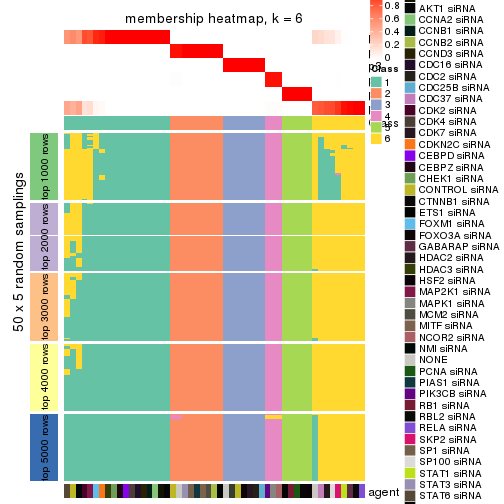 membership heatmap, k = 6
50 x 5 random samplings
top 1000 rows
top 2000 rows
top 3000 rows
top 4000 rows
top 5000 rows
0.8
0.6
0.4
0.2
0
Class
1
2
3
4
5
6
agent
AKT1 siRNA
CCNA2 siRNA
CCNB1 siRNA
CCNB2 siRNA
CCND3 siRNA
CDC16 siRNA
CDC2 siRNA
CDC25B siRNA
CDC37 siRNA
CDK2 siRNA
CDK4 siRNA
CDK7 siRNA
CDKN2C siRNA
CEBPD siRNA
CEBPZ siRNA
CHEK1 siRNA
CONTROL siRNA
CTNNB1 siRNA
ETS1 siRNA
FOXM1 siRNA
FOXO3A siRNA
GABARAP siRNA
HDAC2 siRNA
HDAC3 siRNA
HSF2 siRNA
MAP2K1 siRNA
MAPK1 siRNA
MCM2 siRNA
MITF siRNA
NCOR2 siRNA
NMI siRNA
NONE
PCNA siRNA
PIAS1 siRNA
PIK3CB siRNA
RB1 siRNA
RBL2 siRNA
RELA siRNA
SKP2 siRNA
SP1 siRNA
SP100 siRNA
STAT1 siRNA
STAT3 siRNA
STAT6 siRNA